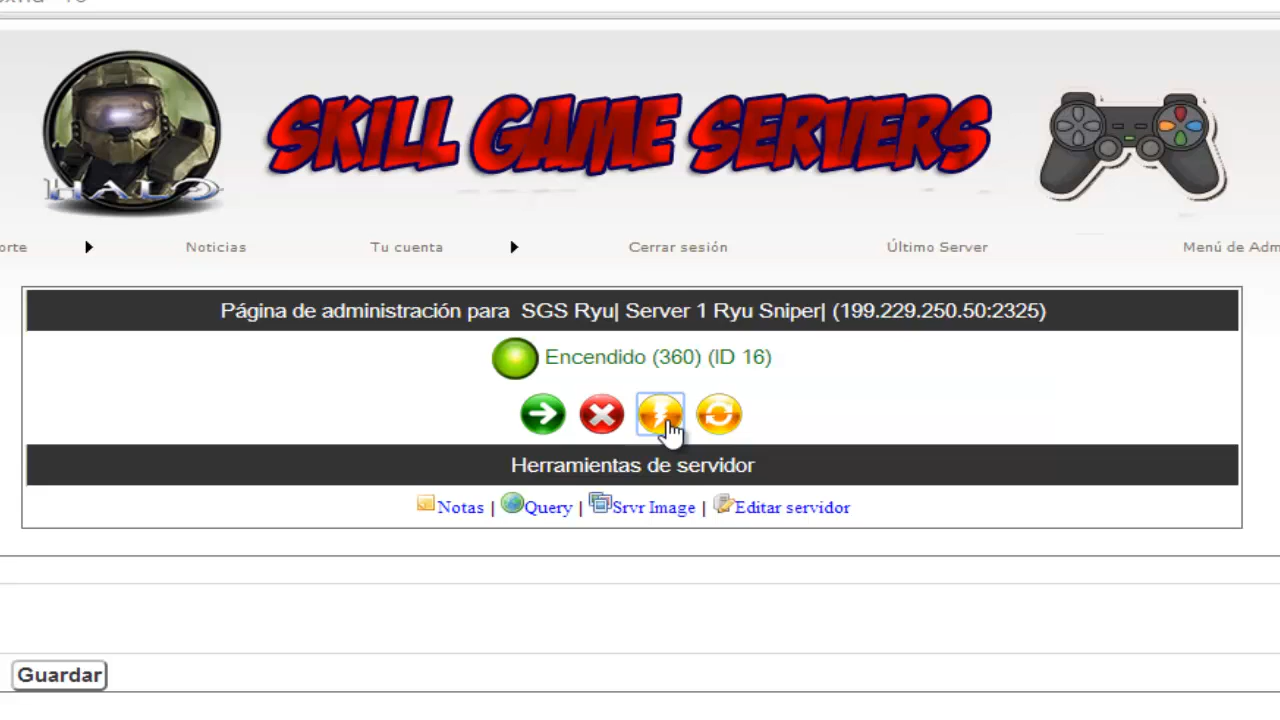 HALO
SKILL GAME SERVERS
orte Noticias Tu cuenta Cerrar sesión Último Server Menú de Adm
Página de administración para SGS Ryu| Server 1 Ryu Sniper| (199.229.250.50:2325)
Encendido (360) (ID 16)
Herramientas de servidor
Notas | Query | Srvr Image | Editar servidor
Guardar